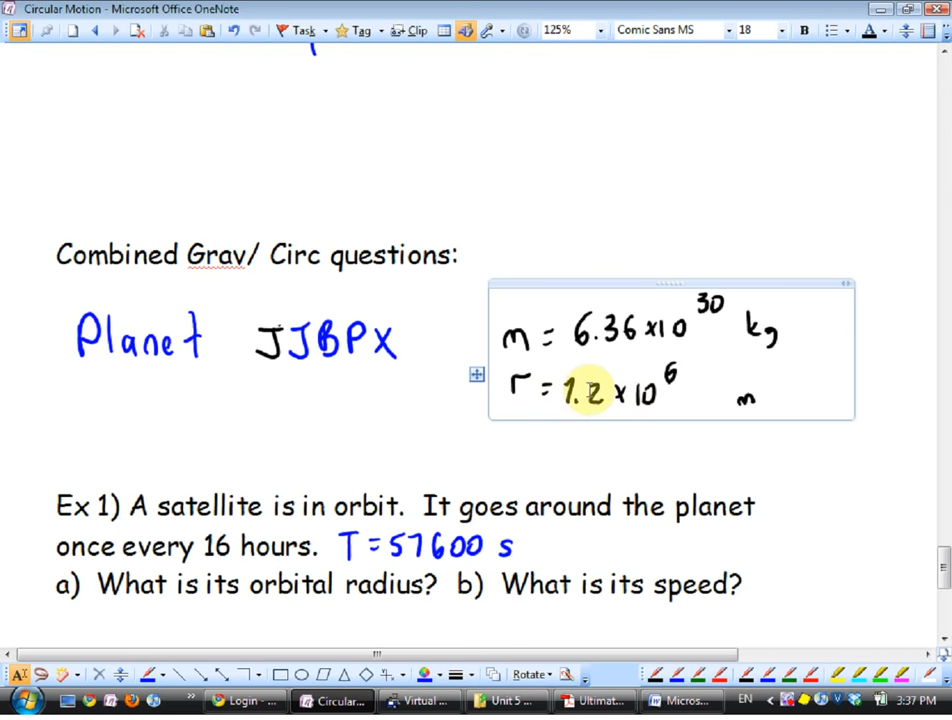 Circular Motion - Microsoft Office OneNote
Task Tag Clip 125% Comic Sans MS 18 B A
Combined Grav/ Circ questions:
Planet JJBPX
m = 6.36 x 10^30 kg
r = 7.2 x 10^6 m
Ex 1) A satellite is in orbit. It goes around the planet
once every 16 hours. T = 57600 s
a) What is its orbital radius? b) What is its speed?
A Rotate
Login - ... Circular... Virtual ... Unit 5 ... Ultimat... Micros... EN 3:37 PM